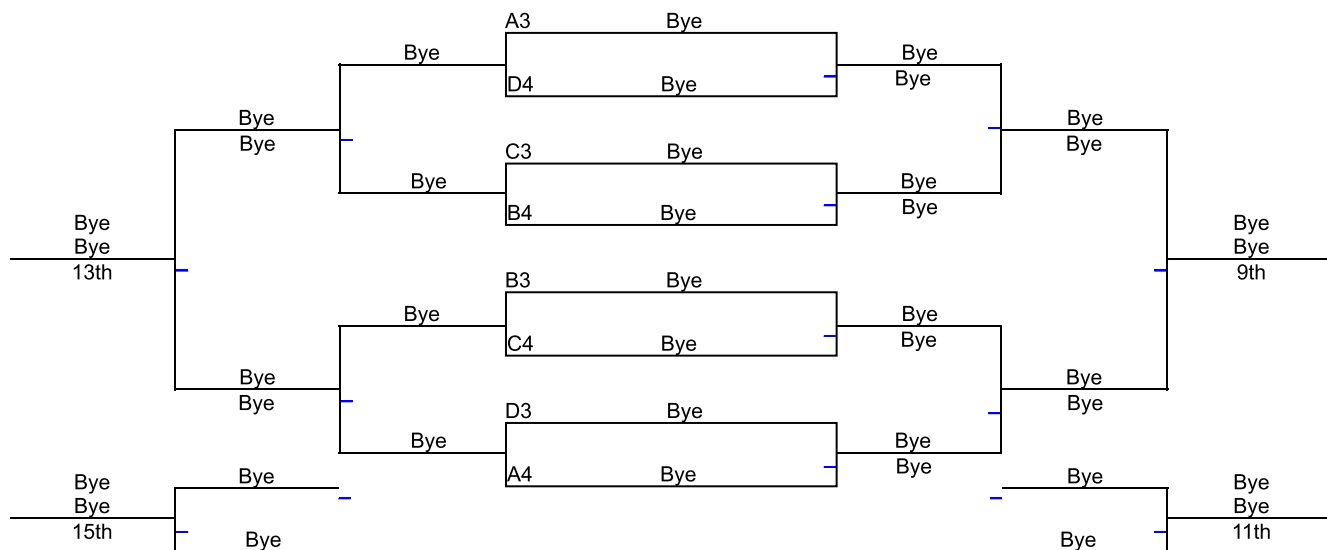 A3 Bye
Bye Bye
Bye
D4 Bye
Bye Bye
Bye Bye
C3 Bye
Bye Bye
Bye
B4 Bye
Bye Bye
Bye Bye
13th 9th
B3 Bye
Bye Bye
Bye
C4 Bye
Bye Bye
Bye Bye
D3 Bye
Bye Bye
Bye
A4 Bye
Bye Bye
Bye Bye
Bye Bye
15th 11th
Bye Bye